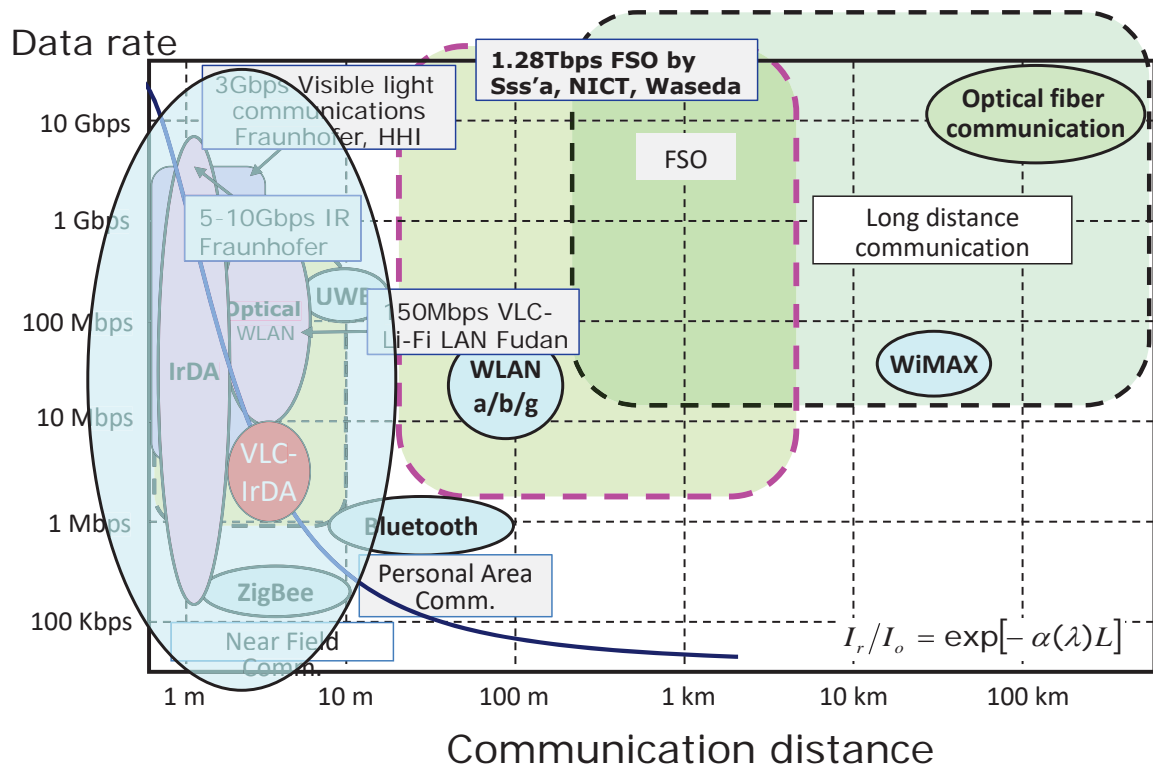 Data rate
1.28Tbps FSO by
Sss'a, NICT, Waseda
3Gbps Visible light
communications
Fraunhofer, HHI
Optical fiber
communication
10 Gbps
FSO
1 Gbps
5-10Gbps IR
Fraunhofer
Long distance
communication
UWB
Optical
WLAN
150Mbps VLC-
Li-Fi LAN Fudan
100 Mbps
IrDA
WLAN
a/b/g
WiMAX
10 Mbps
VLC-
IrDA
1 Mbps
Bluetooth
Personal Area
Comm.
ZigBee
100 Kbps
Near Field
Comm.
I_r/I_o = exp[- α(λ)L]
1 m
10 m
100 m
1 km
10 km
100 km
Communication distance